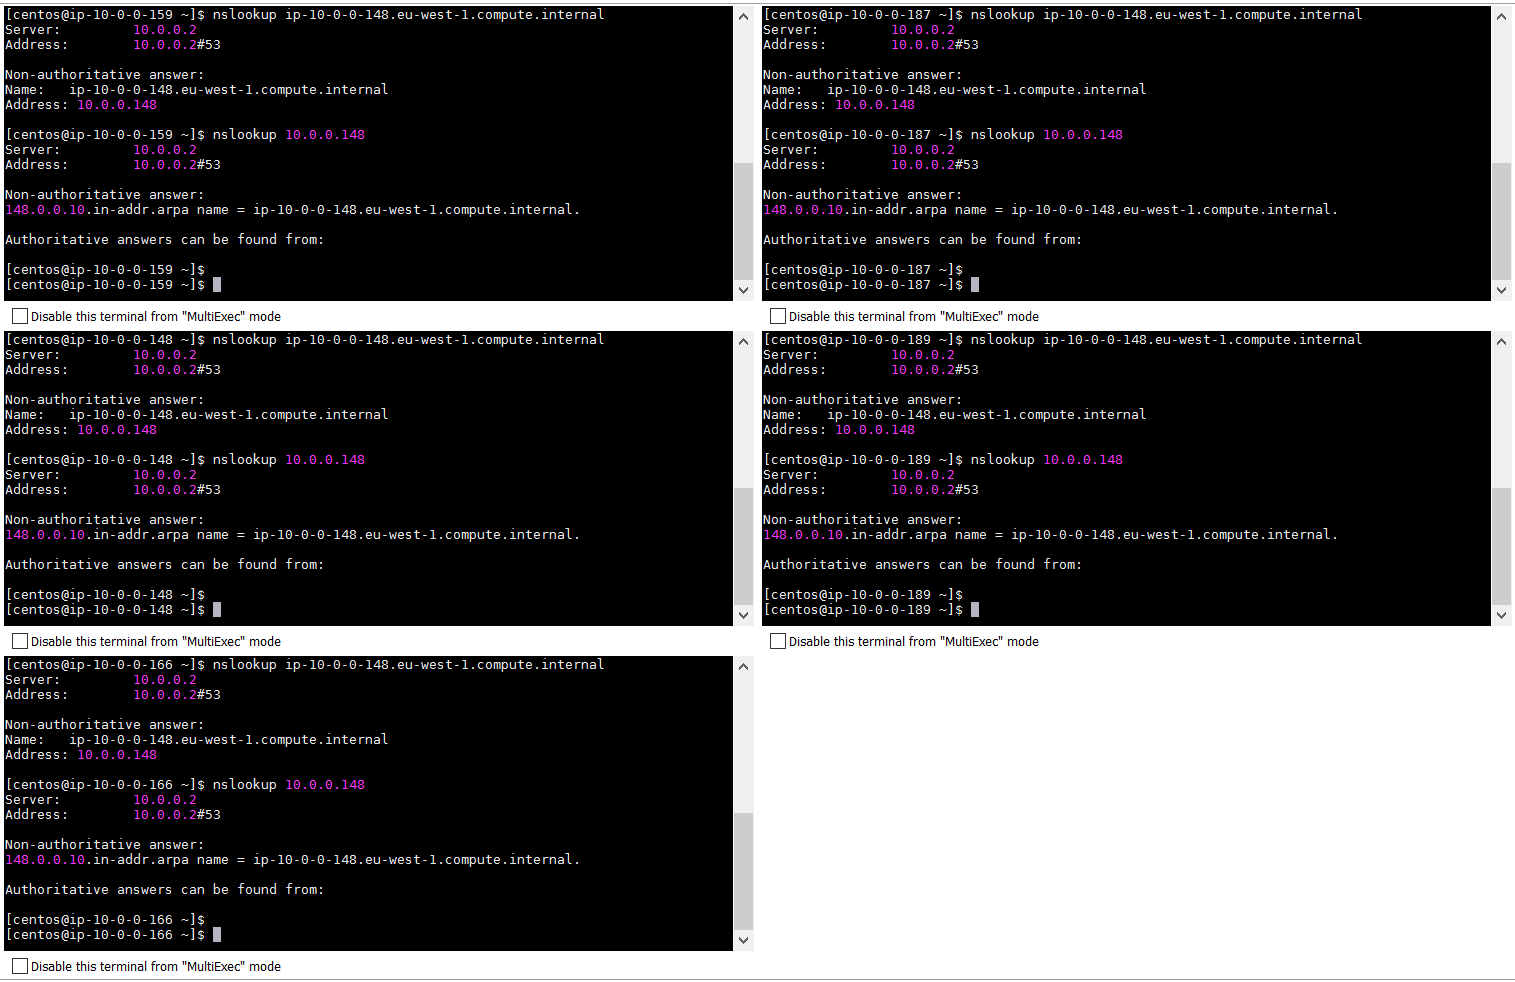 [centos@ip-10-0-0-159 ~]$ nslookup ip-10-0-0-148.eu-west-1.compute.internal
Server:         10.0.0.2
Address:        10.0.0.2#53

Non-authoritative answer:
Name:   ip-10-0-0-148.eu-west-1.compute.internal
Address: 10.0.0.148

[centos@ip-10-0-0-159 ~]$ nslookup 10.0.0.148
Server:         10.0.0.2
Address:        10.0.0.2#53

Non-authoritative answer:
148.0.0.10.in-addr.arpa name = ip-10-0-0-148.eu-west-1.compute.internal.

Authoritative answers can be found from:

[centos@ip-10-0-0-159 ~]$
[centos@ip-10-0-0-159 ~]$
Disable this terminal from "MultiExec" mode
[centos@ip-10-0-0-187 ~]$ nslookup ip-10-0-0-148.eu-west-1.compute.internal
Server:         10.0.0.2
Address:        10.0.0.2#53

Non-authoritative answer:
Name:   ip-10-0-0-148.eu-west-1.compute.internal
Address: 10.0.0.148

[centos@ip-10-0-0-187 ~]$ nslookup 10.0.0.148
Server:         10.0.0.2
Address:        10.0.0.2#53

Non-authoritative answer:
148.0.0.10.in-addr.arpa name = ip-10-0-0-148.eu-west-1.compute.internal.

Authoritative answers can be found from:

[centos@ip-10-0-0-187 ~]$
[centos@ip-10-0-0-187 ~]$
Disable this terminal from "MultiExec" mode
[centos@ip-10-0-0-148 ~]$ nslookup ip-10-0-0-148.eu-west-1.compute.internal
Server:         10.0.0.2
Address:        10.0.0.2#53

Non-authoritative answer:
Name:   ip-10-0-0-148.eu-west-1.compute.internal
Address: 10.0.0.148

[centos@ip-10-0-0-148 ~]$ nslookup 10.0.0.148
Server:         10.0.0.2
Address:        10.0.0.2#53

Non-authoritative answer:
148.0.0.10.in-addr.arpa name = ip-10-0-0-148.eu-west-1.compute.internal.

Authoritative answers can be found from:

[centos@ip-10-0-0-148 ~]$
[centos@ip-10-0-0-148 ~]$
Disable this terminal from "MultiExec" mode
[centos@ip-10-0-0-189 ~]$ nslookup ip-10-0-0-148.eu-west-1.compute.internal
Server:         10.0.0.2
Address:        10.0.0.2#53

Non-authoritative answer:
Name:   ip-10-0-0-148.eu-west-1.compute.internal
Address: 10.0.0.148

[centos@ip-10-0-0-189 ~]$ nslookup 10.0.0.148
Server:         10.0.0.2
Address:        10.0.0.2#53

Non-authoritative answer:
148.0.0.10.in-addr.arpa name = ip-10-0-0-148.eu-west-1.compute.internal.

Authoritative answers can be found from:

[centos@ip-10-0-0-189 ~]$
[centos@ip-10-0-0-189 ~]$
Disable this terminal from "MultiExec" mode
[centos@ip-10-0-0-166 ~]$ nslookup ip-10-0-0-148.eu-west-1.compute.internal
Server:         10.0.0.2
Address:        10.0.0.2#53

Non-authoritative answer:
Name:   ip-10-0-0-148.eu-west-1.compute.internal
Address: 10.0.0.148

[centos@ip-10-0-0-166 ~]$ nslookup 10.0.0.148
Server:         10.0.0.2
Address:        10.0.0.2#53

Non-authoritative answer:
148.0.0.10.in-addr.arpa name = ip-10-0-0-148.eu-west-1.compute.internal.

Authoritative answers can be found from:

[centos@ip-10-0-0-166 ~]$
[centos@ip-10-0-0-166 ~]$
Disable this terminal from "MultiExec" mode